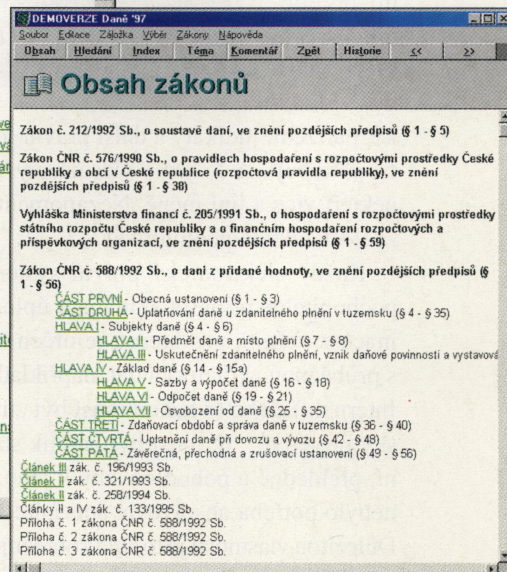 DEMOVERZE Daně '97
Soubor Editace Záložka Výběr Zákony Nápověda
Obsah Hledání Index Téma Komentář Zpět Historie << >>
Obsah zákonů
Zákon č. 212/1992 Sb., o soustavě daní, ve znění pozdějších předpisů (§ 1 - § 5)
Zákon ČNR č. 576/1990 Sb., o pravidlech hospodaření s rozpočtovými prostředky České
republiky a obcí v České republice (rozpočtová pravidla republiky), ve znění
pozdějších předpisů (§ 1 - § 38)
Vyhláška Ministerstva financí č. 205/1991 Sb., o hospodaření s rozpočtovými prostředky
státního rozpočtu České republiky a o finančním hospodaření rozpočtových a
příspěvkových organizací, ve znění pozdějších předpisů (§ 1 - § 59)
Zákon ČNR č. 588/1992 Sb., o dani z přidané hodnoty, ve znění pozdějších předpisů (§
1 - § 56)
ČÁST PRVNÍ - Obecná ustanovení (§ 1 - § 3)
ČÁST DRUHÁ - Uplatňování daně u zdanitelného plnění v tuzemsku (§ 4 - § 35)
HLAVA I - Subjekty daně (§ 4 - § 6)
HLAVA II - Předmět daně a místo plnění (§ 7 - § 8)
HLAVA III - Uskutečnění zdanitelného plnění, vznik daňové povinnosti a vystavová
HLAVA IV - Základ daně (§ 14 - § 15a)
HLAVA V - Sazby a výpočet daně (§ 16 - § 18)
HLAVA VI - Odpočet daně (§ 19 - § 21)
HLAVA VII - Osvobození od daně (§ 25 - § 35)
ČÁST TŘETÍ - Zdaňovací období a správa daně v tuzemsku (§ 36 - § 40)
ČÁST ČTVRTÁ - Uplatnění daně při dovozu a vývozu (§ 42 - § 48)
ČÁST PÁTÁ - Závěrečná, přechodná a zrušovací ustanovení (§ 49 - § 56)
Článek III zák. č. 196/1993 Sb.
Článek II zák. č. 321/1993 Sb.
Článek II zák. č. 258/1994 Sb.
Články II a IV zák. č. 133/1995 Sb.
Příloha č. 1 zákona ČNR č. 588/1992 Sb.
Příloha č. 2 zákona ČNR č. 588/1992 Sb.
Příloha č. 3 zákona ČNR č. 588/1992 Sb.